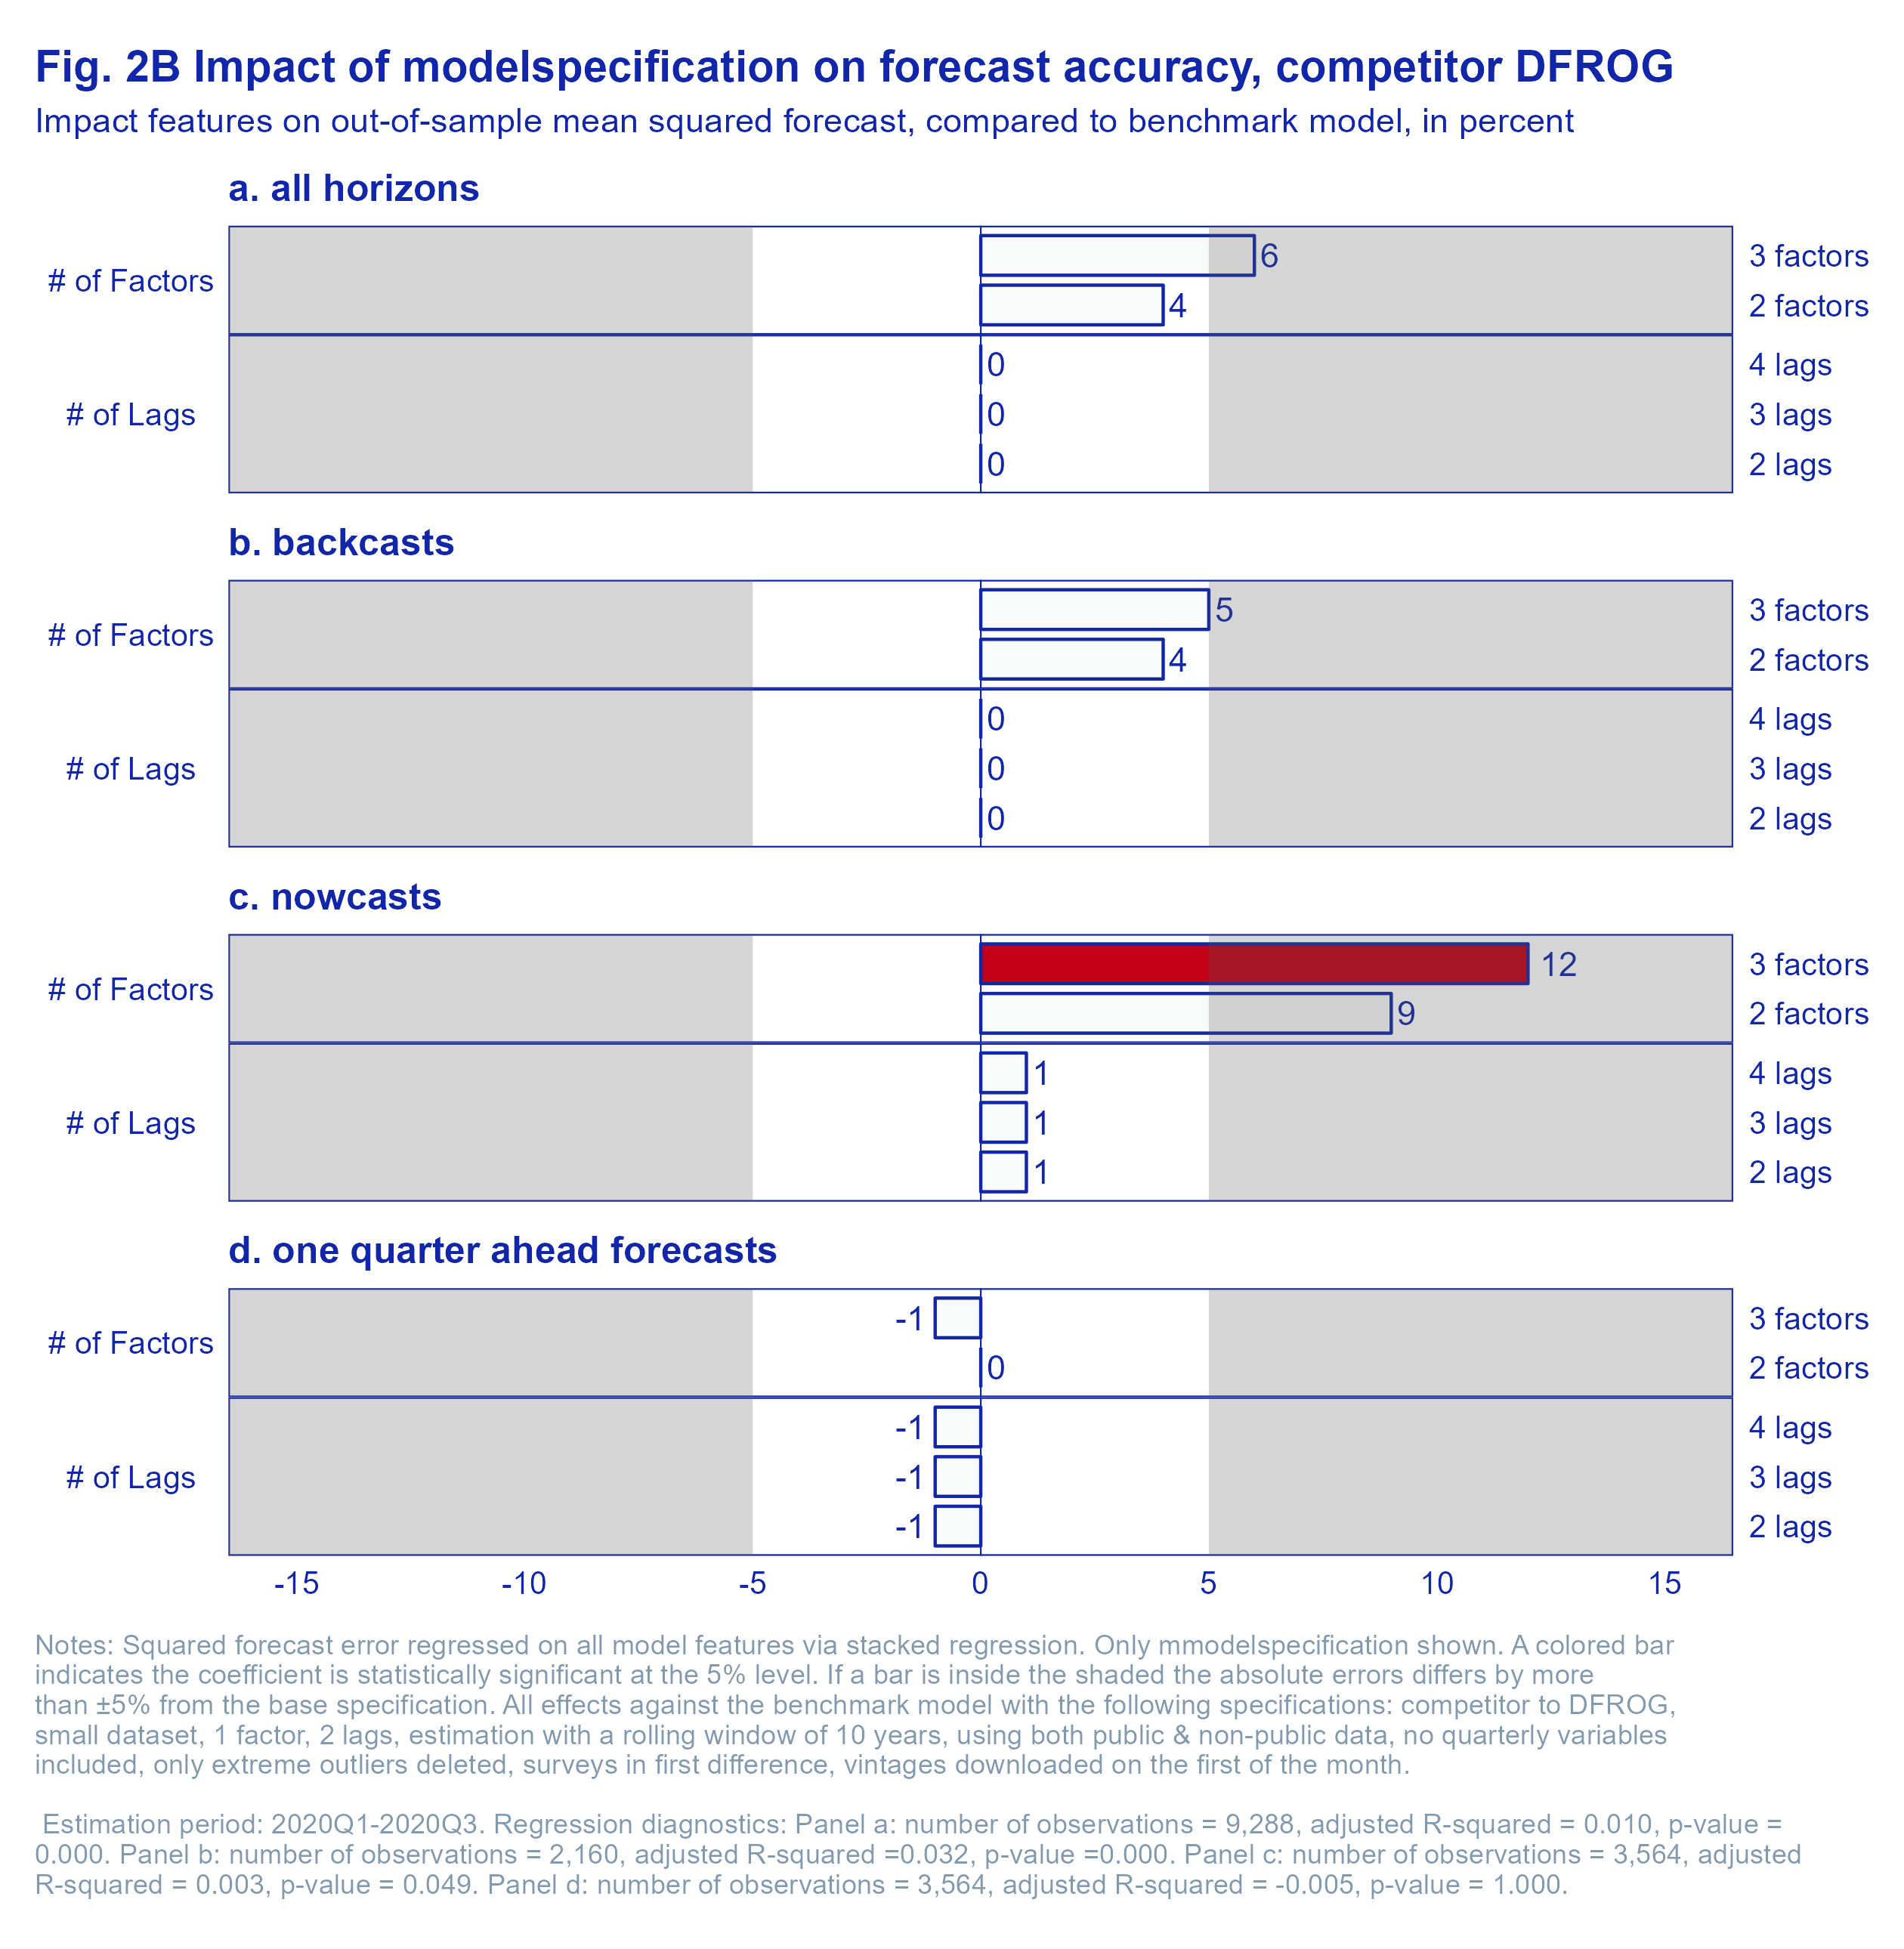 Fig. 2B Impact of modelspecification on forecast accuracy, competitor DFROG
Impact features on out-of-sample mean squared forecast, compared to benchmark model, in percent
a. all horizons
# of Factors
6
3 factors
4
2 factors
# of Lags
0
4 lags
0
3 lags
0
2 lags
b. backcasts
# of Factors
5
3 factors
4
2 factors
# of Lags
0
4 lags
0
3 lags
0
2 lags
c. nowcasts
# of Factors
12
3 factors
9
2 factors
# of Lags
1
4 lags
1
3 lags
1
2 lags
d. one quarter ahead forecasts
# of Factors
-1
3 factors
0
2 factors
# of Lags
-1
4 lags
-1
3 lags
-1
2 lags
-15 -10 -5 0 5 10 15
Notes: Squared forecast error regressed on all model features via stacked regression. Only mmodelspecification shown. A colored bar
indicates the coefficient is statistically significant at the 5% level. If a bar is inside the shaded the absolute errors differs by more
than ±5% from the base specification. All effects against the benchmark model with the following specifications: competitor to DFROG,
small dataset, 1 factor, 2 lags, estimation with a rolling window of 10 years, using both public & non-public data, no quarterly variables
included, only extreme outliers deleted, surveys in first difference, vintages downloaded on the first of the month.
Estimation period: 2020Q1-2020Q3. Regression diagnostics: Panel a: number of observations = 9,288, adjusted R-squared = 0.010, p-value =
0.000. Panel b: number of observations = 2,160, adjusted R-squared =0.032, p-value =0.000. Panel c: number of observations = 3,564, adjusted
R-squared = 0.003, p-value = 0.049. Panel d: number of observations = 3,564, adjusted R-squared = -0.005, p-value = 1.000.